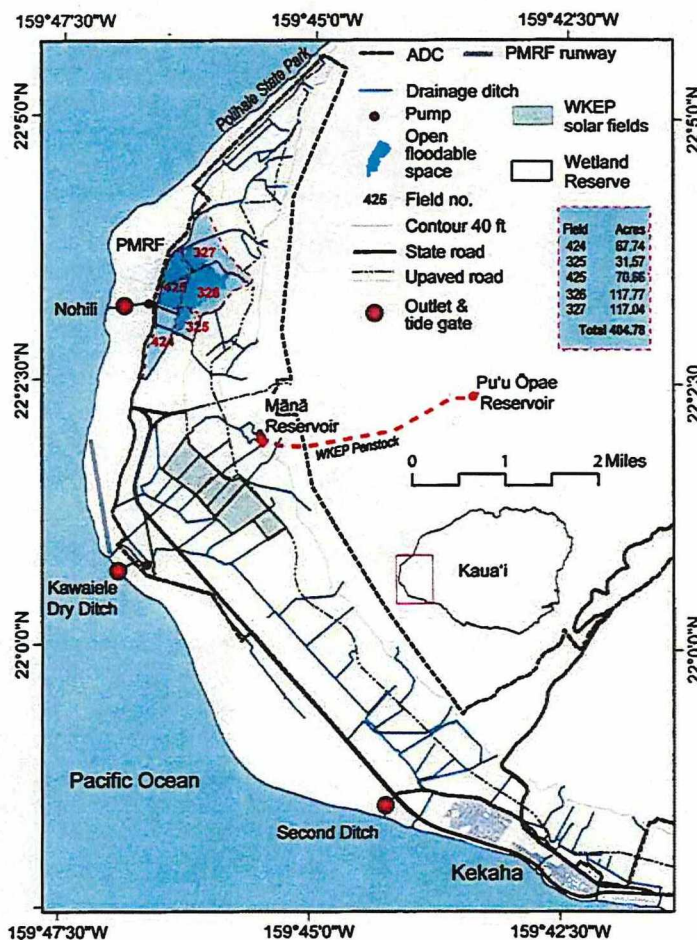 159°47'30"W
159°45'0"W
159°42'30"W
Polihale State Park
ADC
PMRF runway
Drainage ditch
Pump
Open
floodable
space
WKEP
solar fields
Wetland
Reserve
425 Field no.
Contour 40 ft
State road
Upaved road
Outlet &
tide gate
Field Acres
424 67.74
325 31.57
425 70.66
326 117.77
327 117.04
Total 404.78
22°5'0"N
22°5'0"N
PMRF
327
425
326
325
424
Nohili
22°2'30"N
22°2'30"N
Mānā
Reservoir
Pu'u Ōpae
Reservoir
WKEP Penstock
0 1 2 Miles
Kaua'i
Kawaiele
Dry Ditch
22°0'0"N
22°0'0"N
Pacific Ocean
Second Ditch
Kekaha
159°47'30"W
159°45'0"W
159°42'30"W